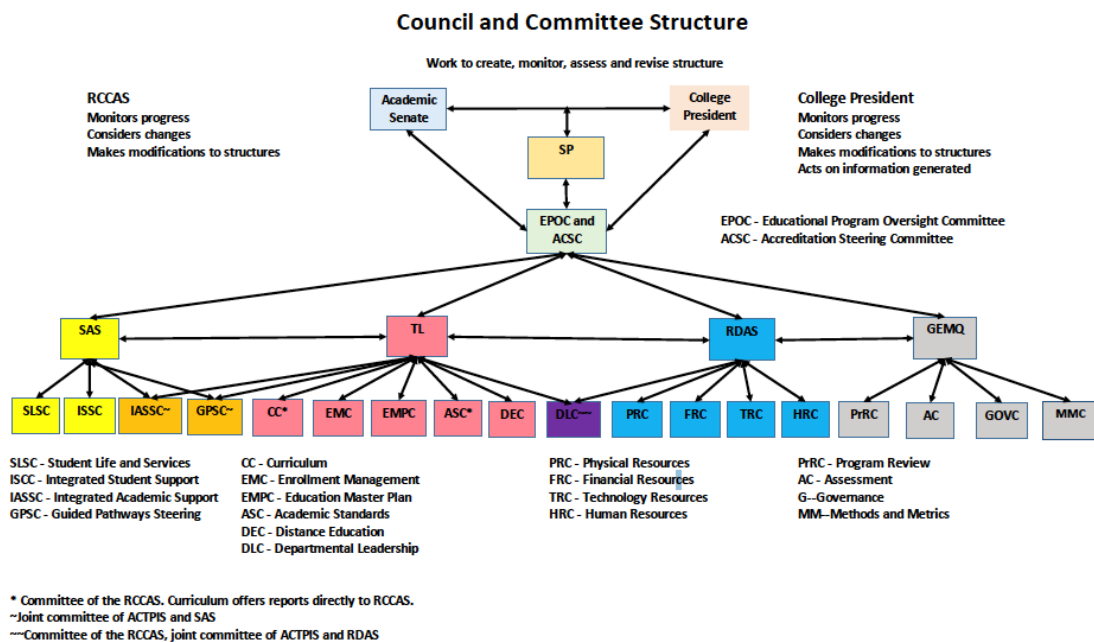 Council and Committee Structure
Work to create, monitor, assess and revise structure
RCCAS
Monitors progress
Considers changes
Makes modifications to structures
Academic
Senate
College
President
College President
Monitors progress
Considers changes
Makes modifications to structures
Acts on information generated
SP
EPOC and
ACSC
EPOC - Educational Program Oversight Committee
ACSC - Accreditation Steering Committee
SAS
TL
RDAS
GEMQ
SLSC
ISSC
IASSC~
GPSC~
CC*
EMC
EMPC
ASC*
DEC
DLC~~
PRC
FRC
TRC
HRC
PrRC
AC
GOVC
MMC
SLSC - Student Life and Services
ISCC - Integrated Student Support
IASSC - Integrated Academic Support
GPSC - Guided Pathways Steering
CC - Curriculum
EMC - Enrollment Management
EMPC - Education Master Plan
ASC - Academic Standards
DEC - Distance Education
DLC - Departmental Leadership
PRC - Physical Resources
FRC - Financial Resources
TRC - Technology Resources
HRC - Human Resources
PrRC - Program Review
AC - Assessment
G--Governance
MM--Methods and Metrics
* Committee of the RCCAS. Curriculum offers reports directly to RCCAS.
~Joint committee of ACTPIS and SAS
~~Committee of the RCCAS, joint committee of ACTPIS and RDAS